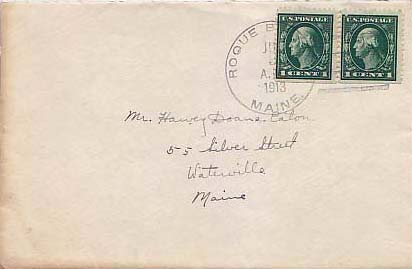 U.S. POSTAGE U.S. POSTAGE
1 CENT 1 1 CENT 1
ROQUE
A.
1913
MAINE.
Mr. Harvey Doane Eaton
55 Silver Street
Waterville
Maine